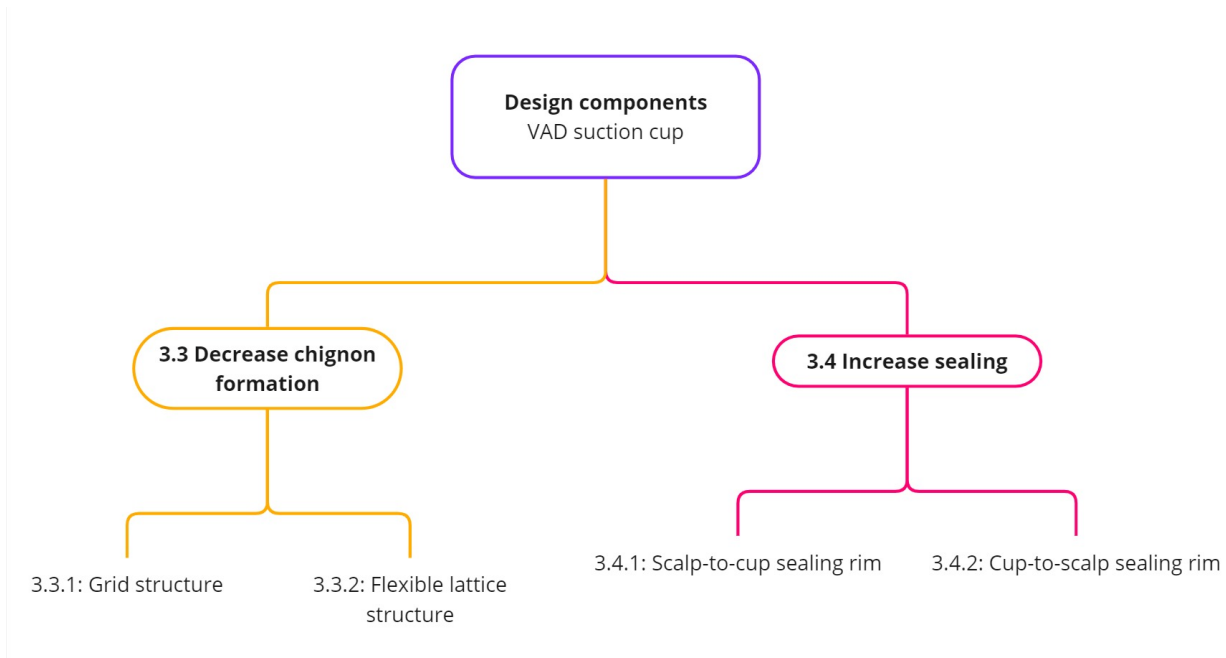 Design components
VAD suction cup
3.3 Decrease chignon
formation
3.4 Increase sealing
3.3.1: Grid structure
3.3.2: Flexible lattice
structure
3.4.1: Scalp-to-cup sealing rim
3.4.2: Cup-to-scalp sealing rim